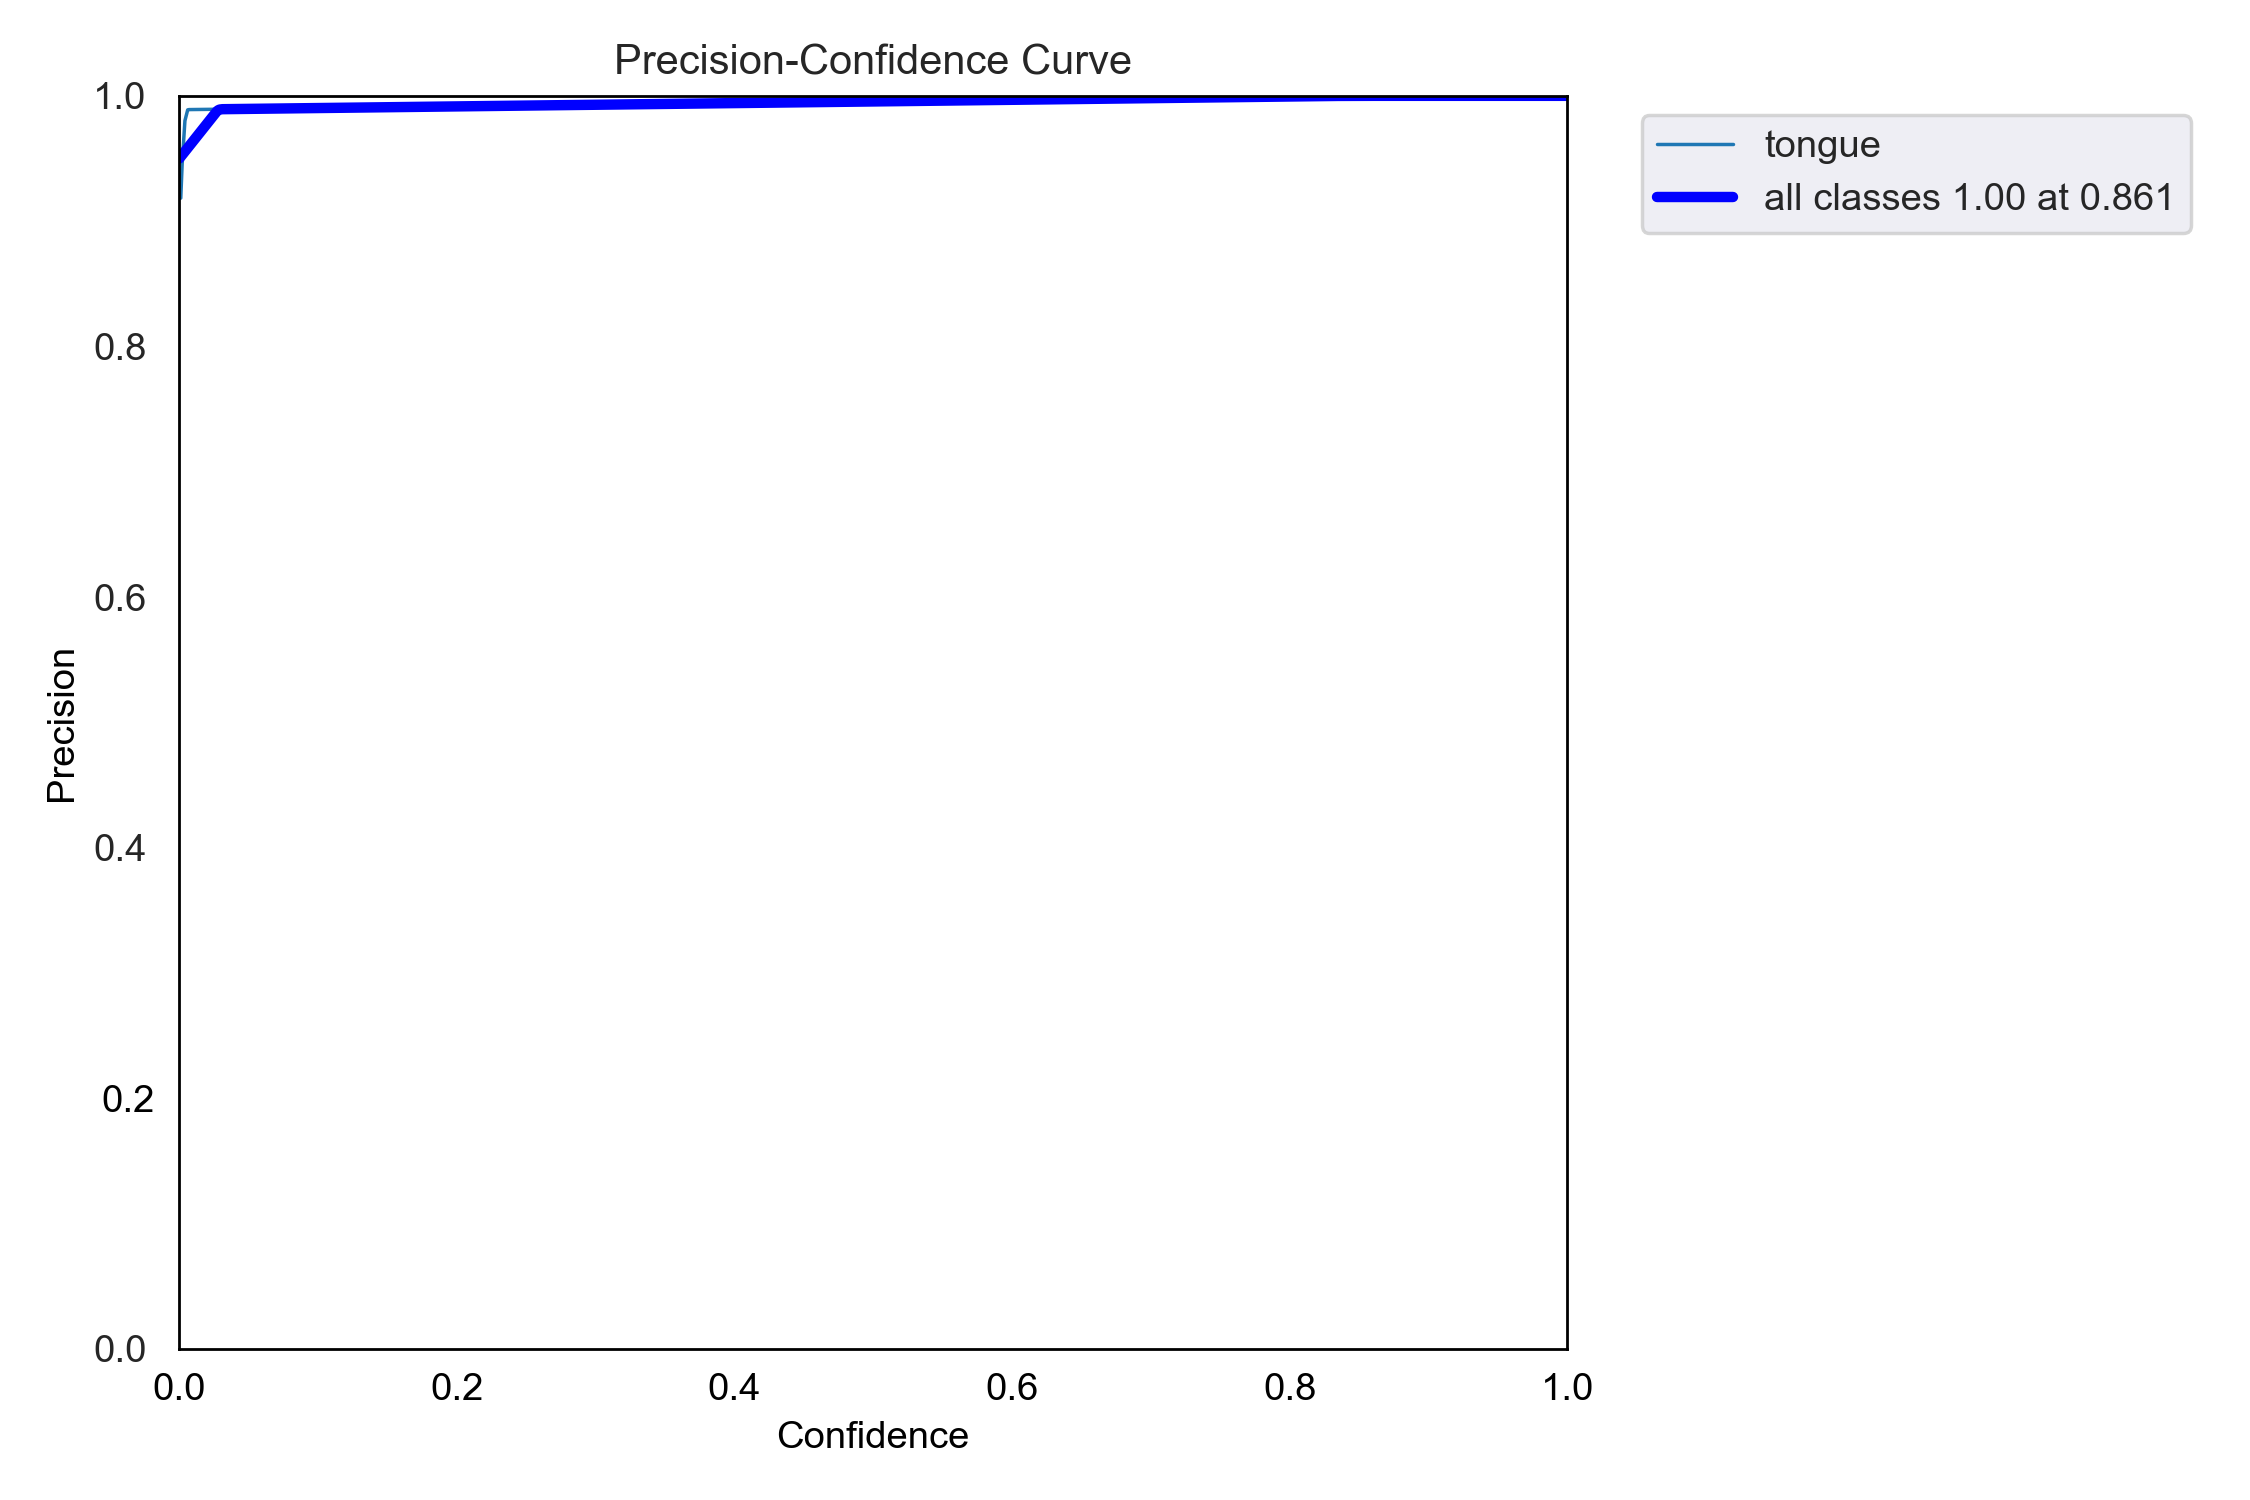 Precision-Confidence Curve
1.0
0.8
0.6
0.4
0.2
0.0
Precision
0.0 0.2 0.4 0.6 0.8 1.0
Confidence
tongue
all classes 1.00 at 0.861